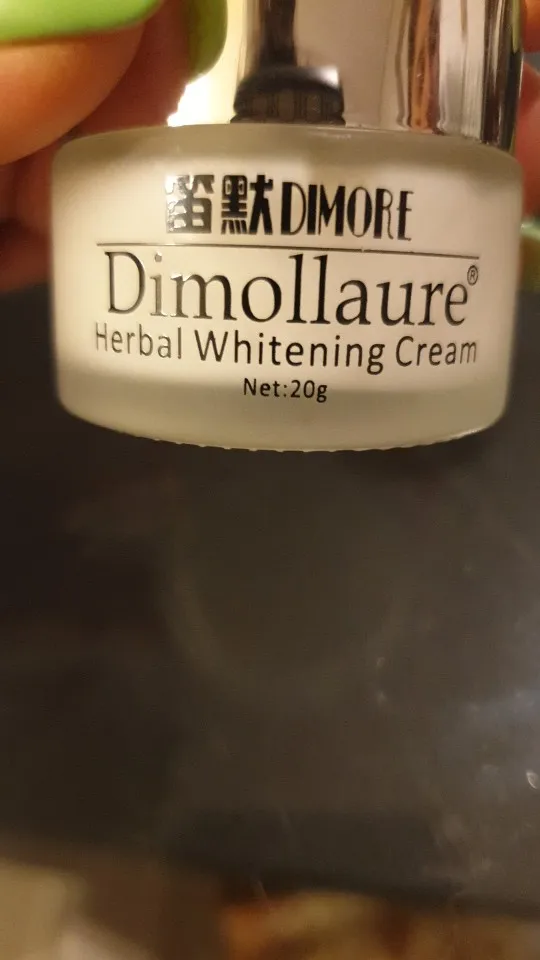 笛默DIMORE
Dimollaure®
Herbal Whitening Cream
Net:20g